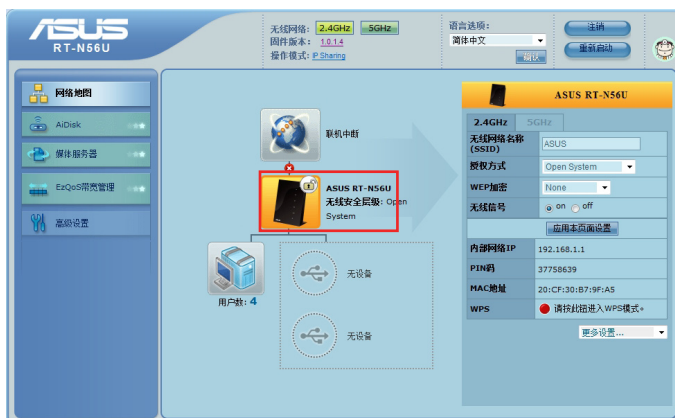 ASUS
RT-N56U
无线网络: 2.4GHz 5GHz
固件版本: 1.0.1.4
操作模式: IP Sharing
语言选项:
简体中文
确认
注销
重新启动
网络地图
AiDisk
媒体服务器
EzQoS带宽管理
高级设置
联机中断
ASUS RT-N56U
无线安全层级: Open
System
用户数: 4
无设备
无设备
ASUS RT-N56U
2.4GHz 5GHz
无线网络名称
(SSID) ASUS
授权方式 Open System
WEP加密 None
无线信号 on off
应用本页面设置
内部网络IP 192.168.1.1
PIN码 37758639
MAC地址 20:CF:30:B7:9F:A5
WPS 请按此钮进入WPS模式。
更多设置...